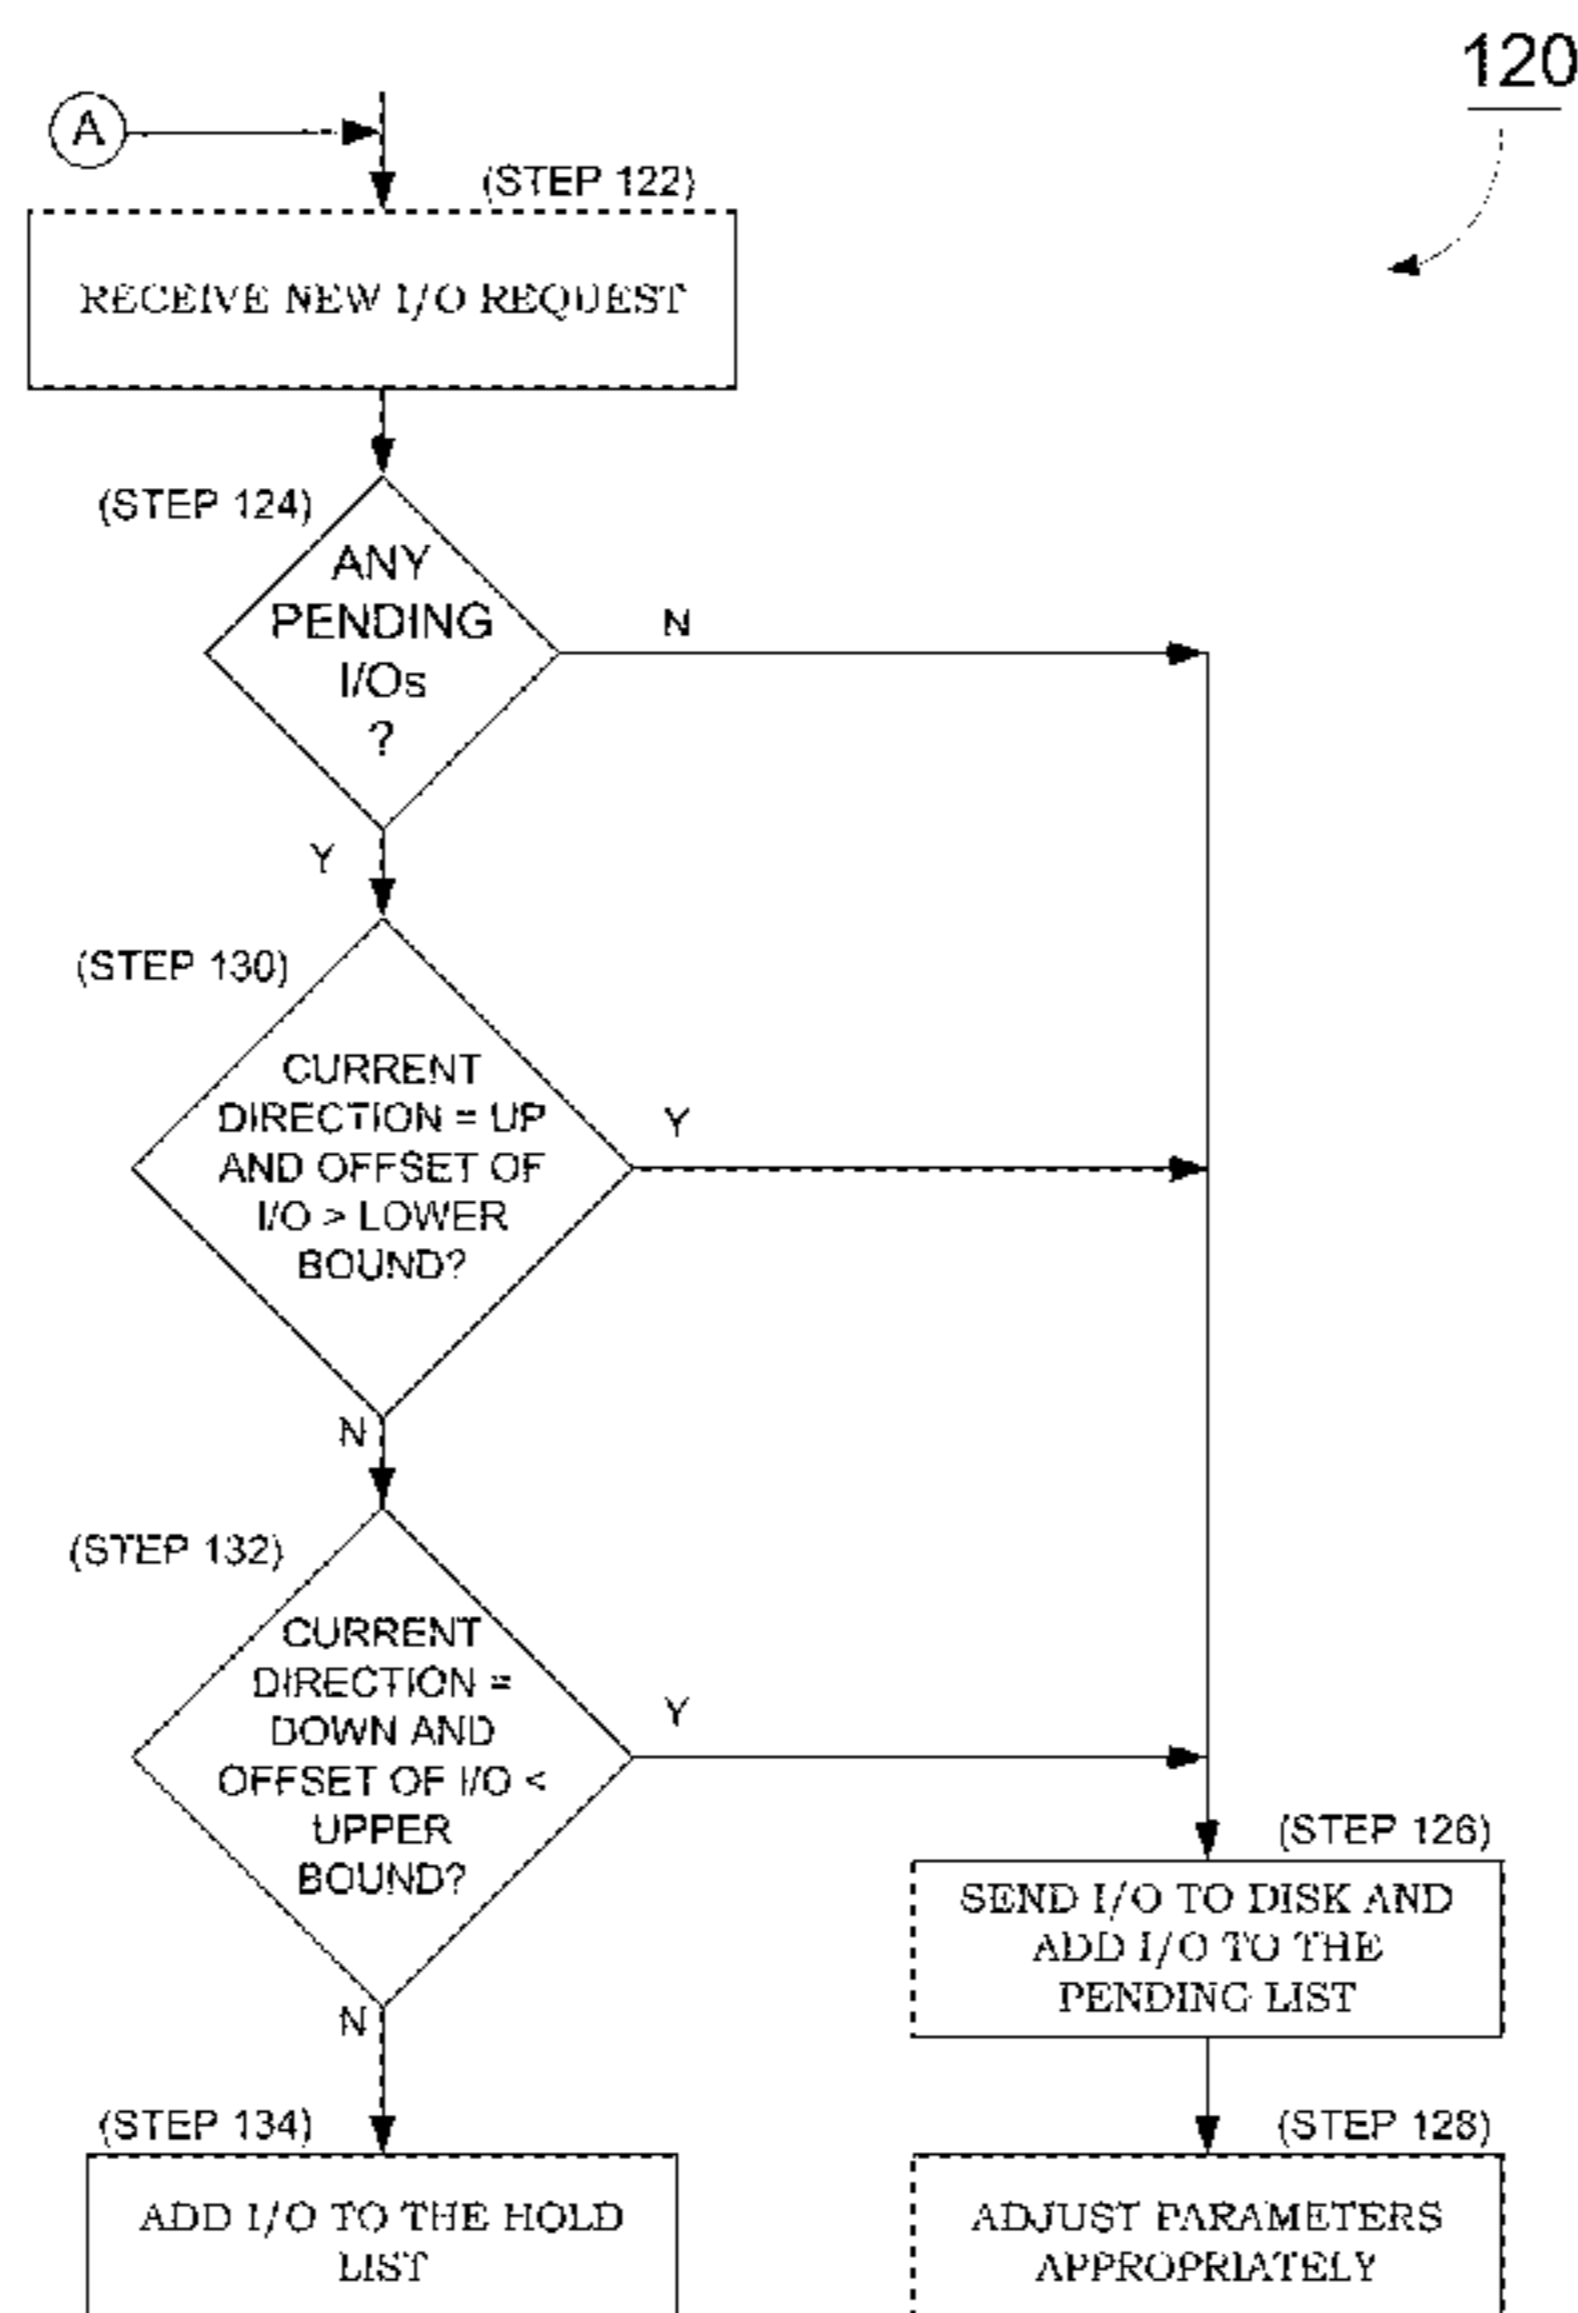 120
A
(STEP 122)
RECEIVE NEW I/O REQUEST
(STEP 124)
ANY
PENDING
I/Os
?
N
Y
(STEP 130)
CURRENT
DIRECTION = UP
AND OFFSET OF
I/O > LOWER
BOUND?
Y
N
(STEP 132)
CURRENT
DIRECTION =
DOWN AND
OFFSET OF I/O <
UPPER
BOUND?
Y
N
(STEP 126)
SEND I/O TO DISK AND
ADD I/O TO THE
PENDING LIST
(STEP 134)
ADD I/O TO THE HOLD
LIST
(STEP 128)
ADJUST PARAMETERS
APPROPRIATELY